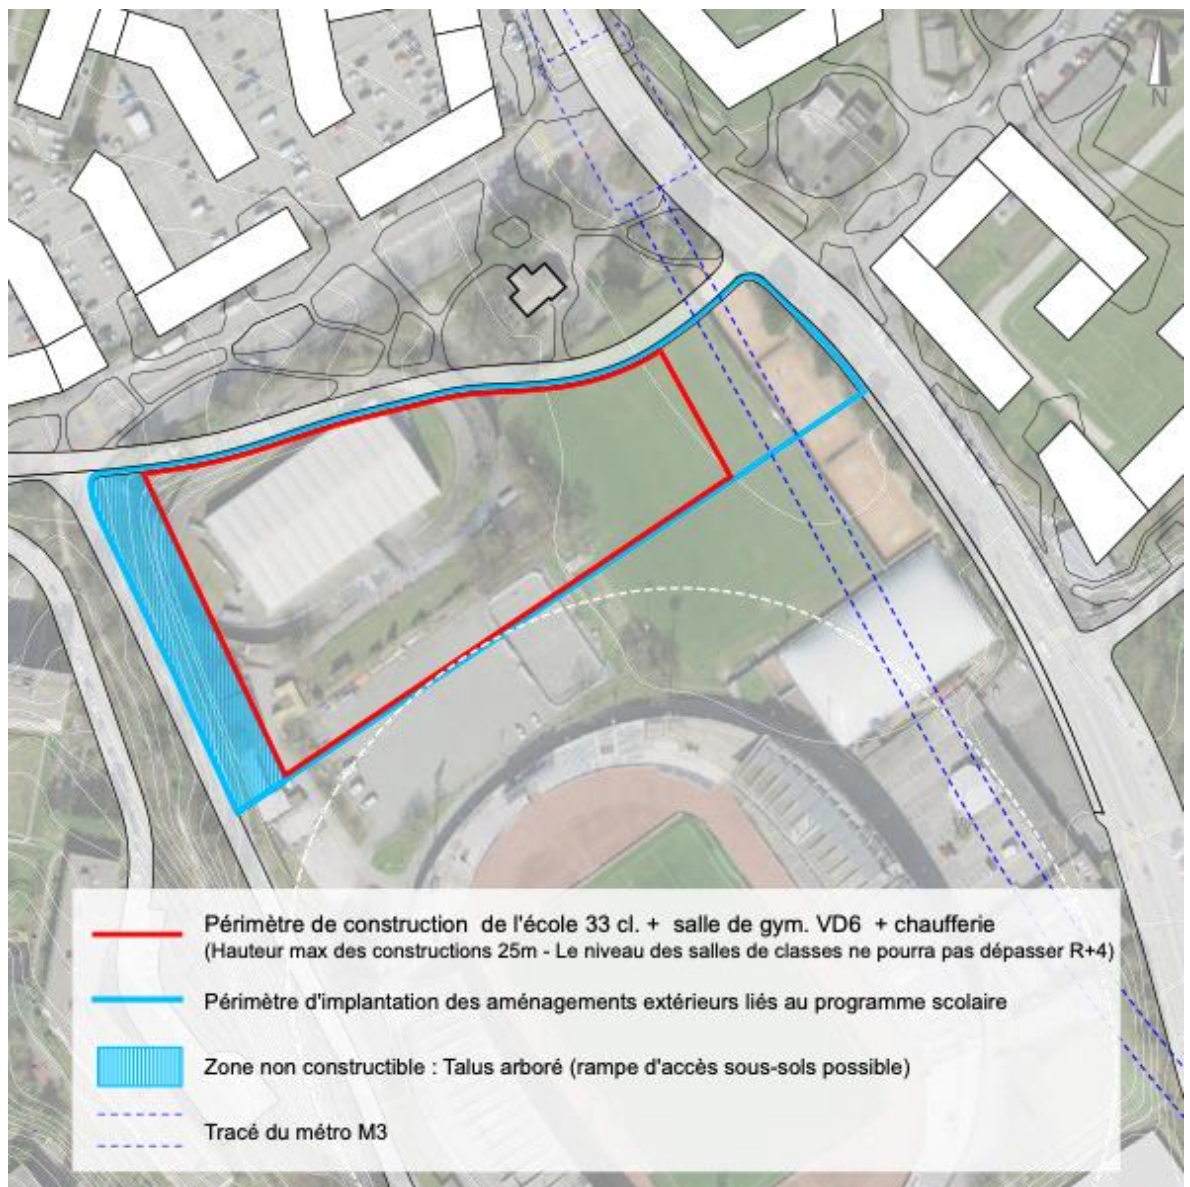 N
Périmètre de construction de l'école 33 cl. + salle de gym. VD6 + chaufferie
(Hauteur max des constructions 25m - Le niveau des salles de classes ne pourra pas dépasser R+4)
Périmètre d'implantation des aménagements extérieurs liés au programme scolaire
Zone non constructible : Talus arboré (rampe d'accès sous-sols possible)
Tracé du métro M3